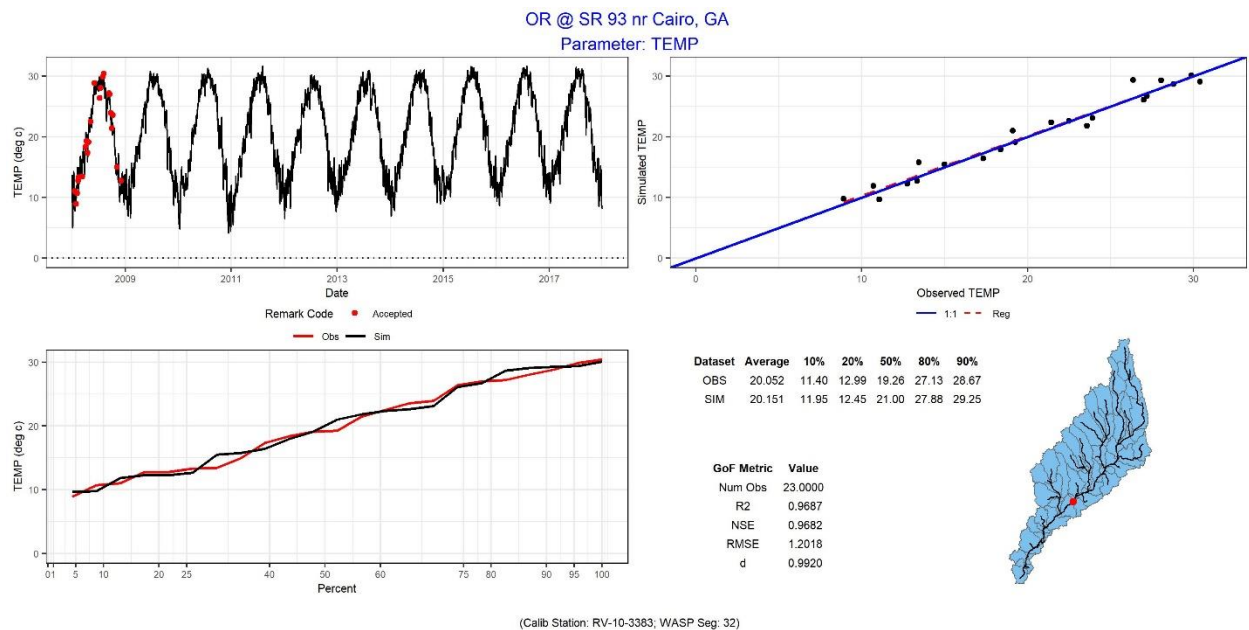 OR @ SR 93 nr Cairo, GA
Parameter: TEMP
TEMP (deg c)
30
20
10
0
2009 2011 2013 2015 2017
Date
Remark Code Accepted
Simulated TEMP
30
20
10
0
0 10 20 30
Observed TEMP
1:1 Reg
Obs Sim
TEMP (deg c)
30
20
10
0
0 1 5 10 20 25 40 50 60 75 80 90 95 100
Percent
Dataset Average 10% 20% 50% 80% 90%
OBS 20.052 11.40 12.99 19.26 27.13 28.67
SIM 20.151 11.95 12.45 21.00 27.88 29.25
GoF Metric Value
Num Obs 23.0000
R2 0.9687
NSE 0.9682
RMSE 1.2018
d 0.9920
(Calib Station: RV-10-3383; WASP Seg: 32)